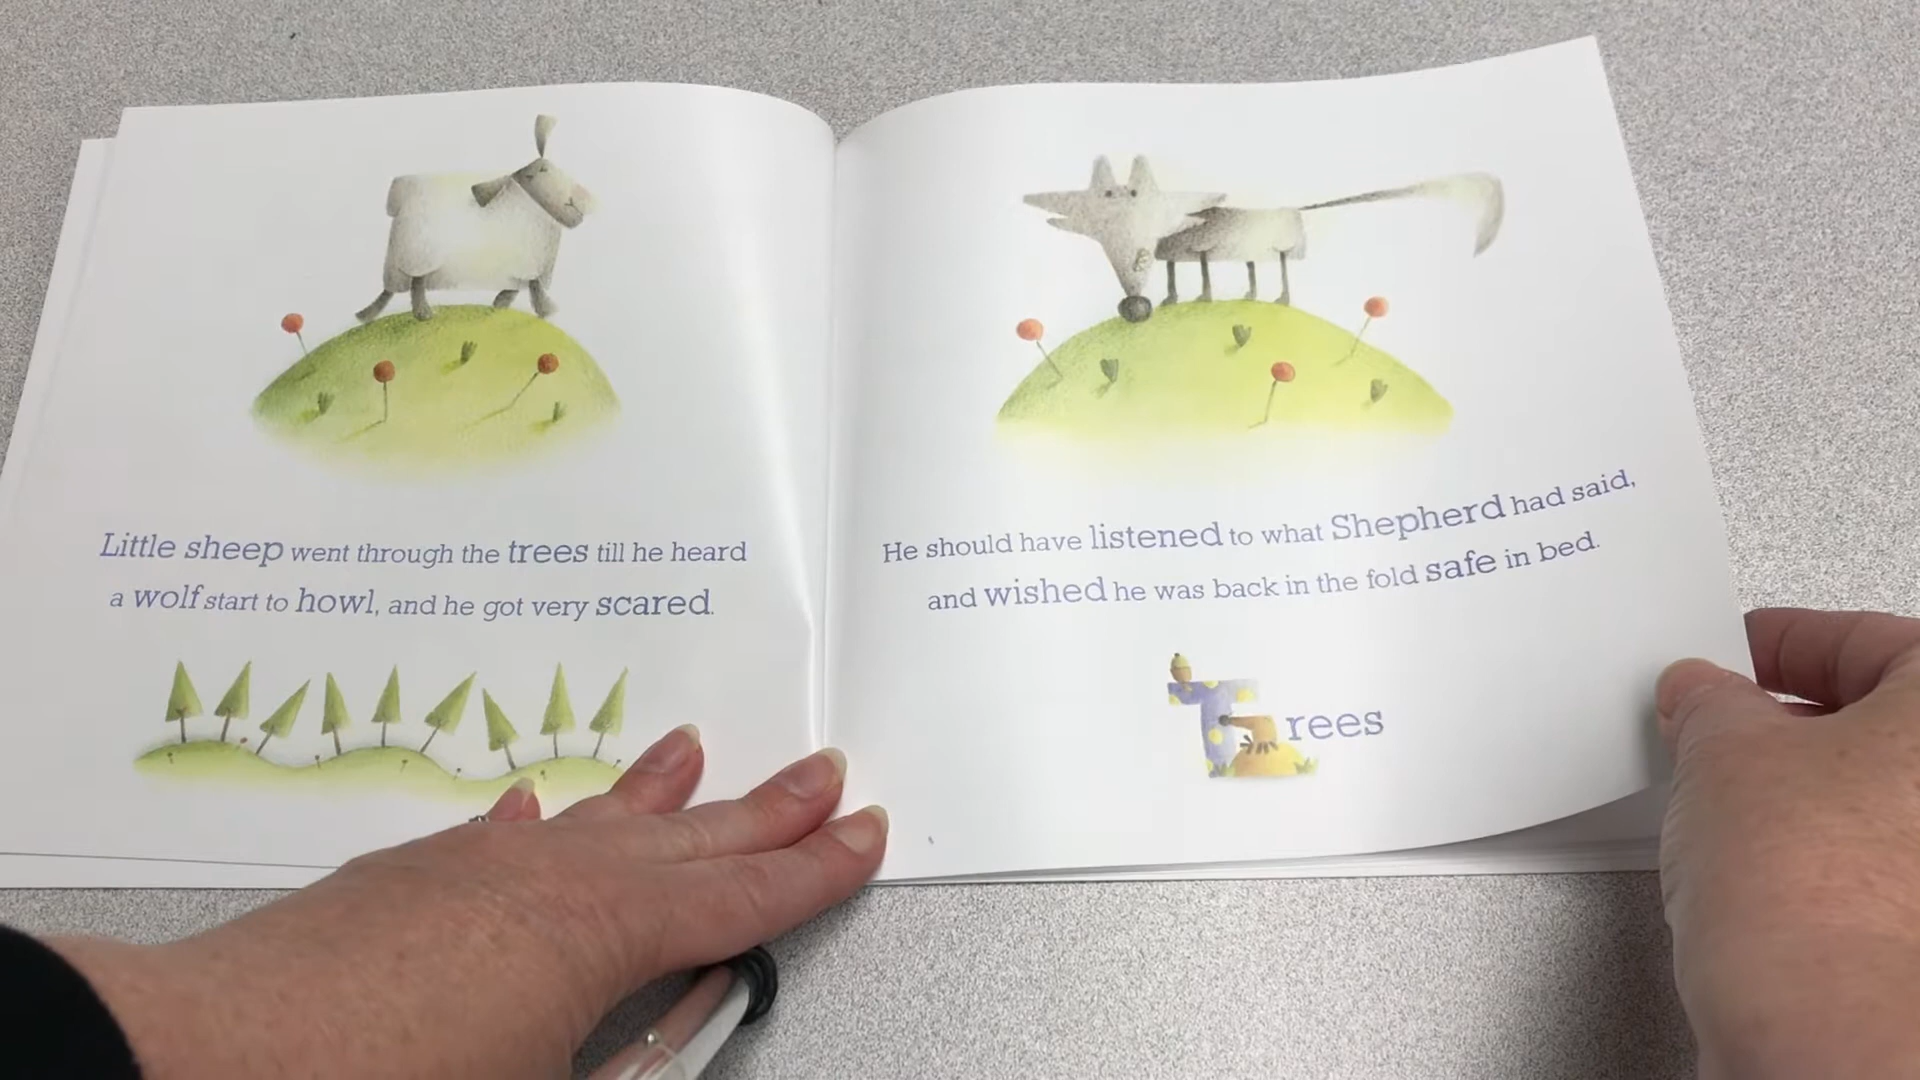 Little sheep went through the trees till he heard
a wolf start to howl, and he got very scared.
He should have listened to what Shepherd had said,
and wished he was back in the fold safe in bed.
Trees